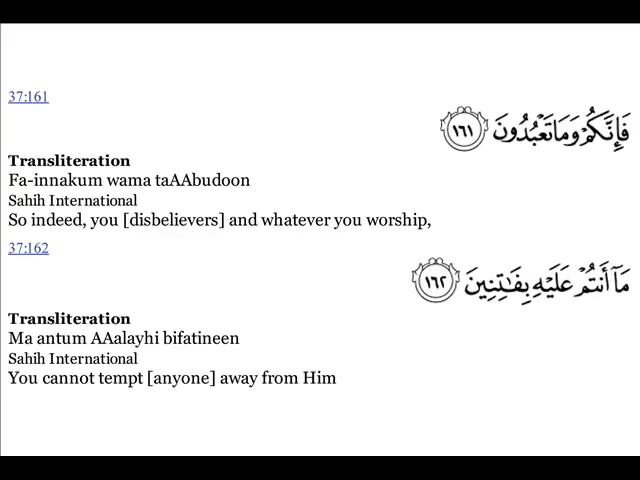 37:161
فَإِنَّكُمْ وَمَا تَعْبُدُونَ ١٦١
Transliteration
Fa-innakum wama taAAbudoon
Sahih International
So indeed, you [disbelievers] and whatever you worship,
37:162
مَآ أَنتُمْ عَلَيْهِ بِفَـٰتِنِينَ ١٦٢
Transliteration
Ma antum AAalayhi bifatineen
Sahih International
You cannot tempt [anyone] away from Him